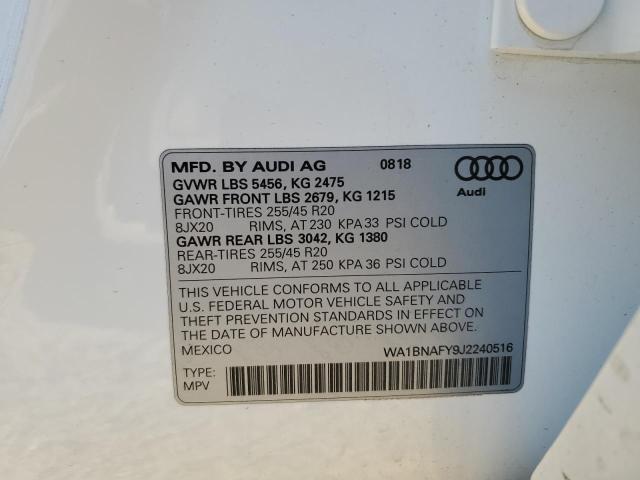 MFD. BY AUDI AG 0818
GVWR LBS 5456, KG 2475
GAWR FRONT LBS 2679, KG 1215
FRONT-TIRES 255/45 R20
8JX20 RIMS, AT 230 KPA 33 PSI COLD
GAWR REAR LBS 3042, KG 1380
REAR-TIRES 255/45 R20
8JX20 RIMS, AT 250 KPA 36 PSI COLD
Audi
THIS VEHICLE CONFORMS TO ALL APPLICABLE
U.S. FEDERAL MOTOR VEHICLE SAFETY AND
THEFT PREVENTION STANDARDS IN EFFECT ON
THE DATE OF MANUFACTURE SHOWN ABOVE.
MEXICO WA1BNAFY9J2240516
TYPE:
MPV